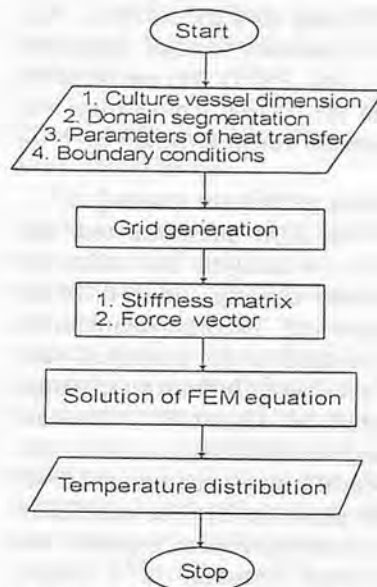 Start
1. Culture vessel dimension
2. Domain segmentation
3. Parameters of heat transfer
4. Boundary conditions
Grid generation
1. Stiffness matrix
2. Force vector
Solution of FEM equation
Temperature distribution
Stop